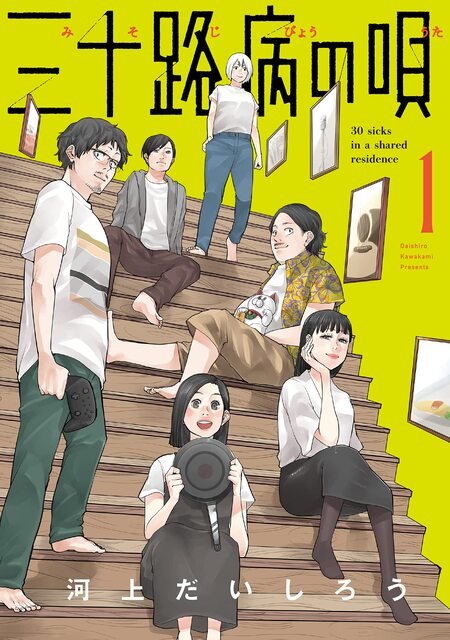 みそじびょううた
三十路病の唄
30 sicks
in a shared
residence
1
Daishiro
Kawakami
Presents
河上だいしろう